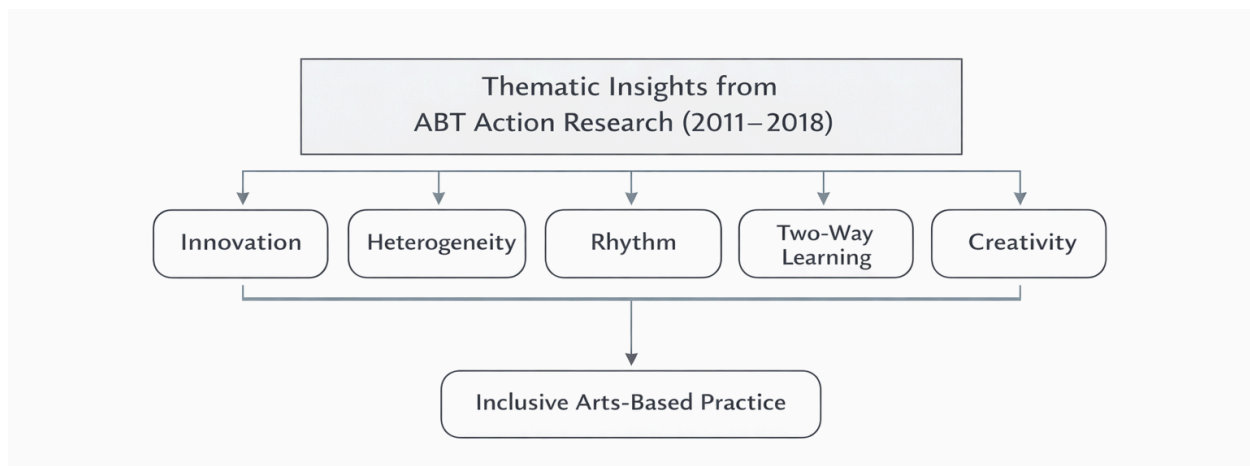 Thematic Insights from
ABT Action Research (2011–2018)
Innovation
Heterogeneity
Rhythm
Two-Way
Learning
Creativity
Inclusive Arts-Based Practice